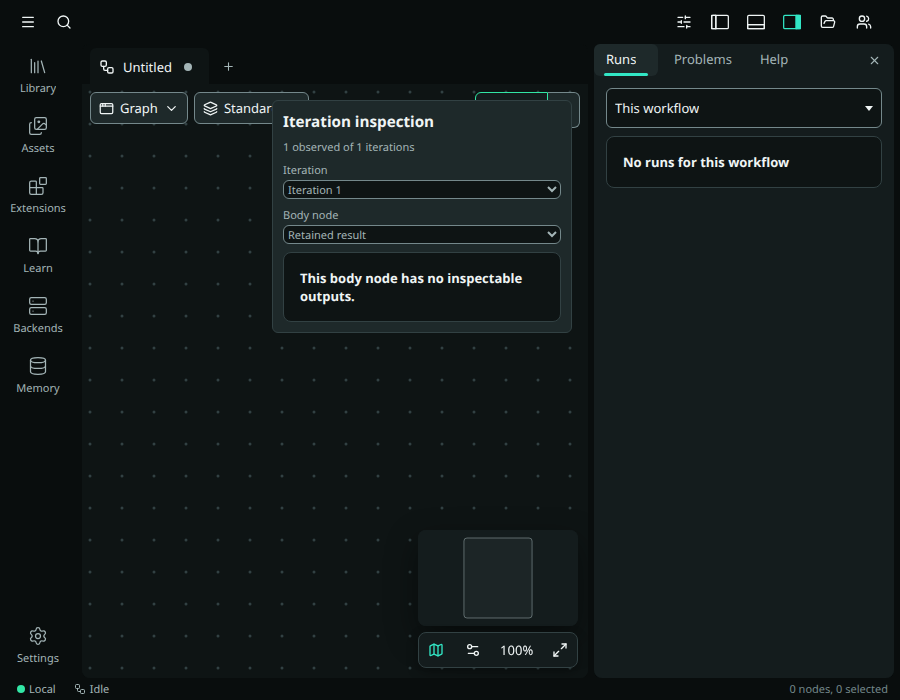 Untitled
Runs
Problems
Help
Library
Assets
Extensions
Learn
Backends
Memory
Settings
Graph
Standar
Iteration inspection
1 observed of 1 iterations
Iteration
Iteration 1
Body node
Retained result
This body node has no inspectable
outputs.
This workflow
No runs for this workflow
100%
Local
Idle
0 nodes, 0 selected